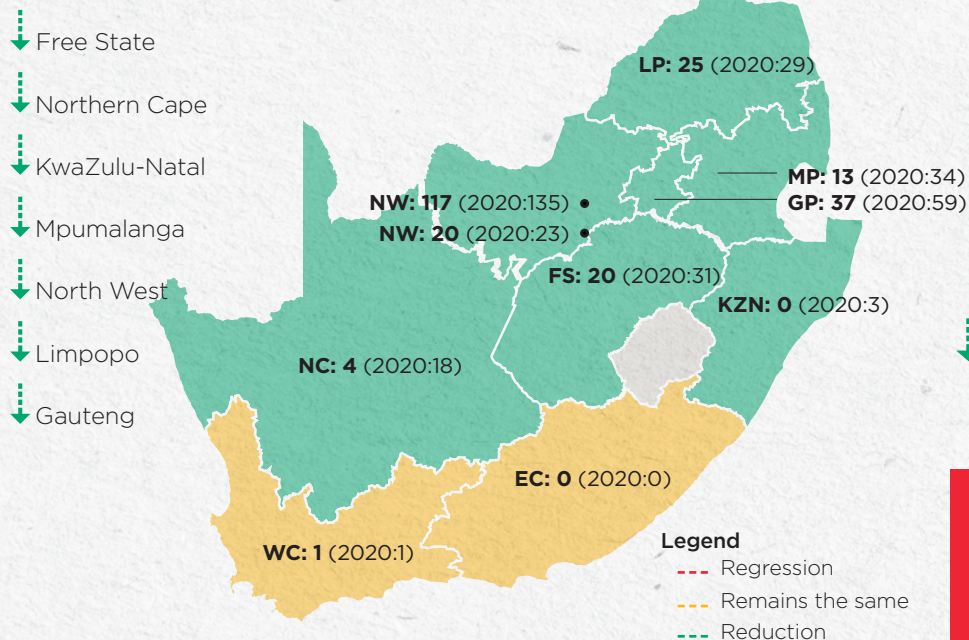 Free State
Northern Cape
KwaZulu-Natal
Mpumalanga
North West
Limpopo
Gauteng
LP: 25 (2020:29)
MP: 13 (2020:34)
GP: 37 (2020:59)
NW: 117 (2020:135)
NW: 20 (2020:23)
FS: 20 (2020:31)
KZN: 0 (2020:3)
NC: 4 (2020:18)
EC: 0 (2020:0)
WC: 1 (2020:1)
Legend
Regression
Remains the same
Reduction